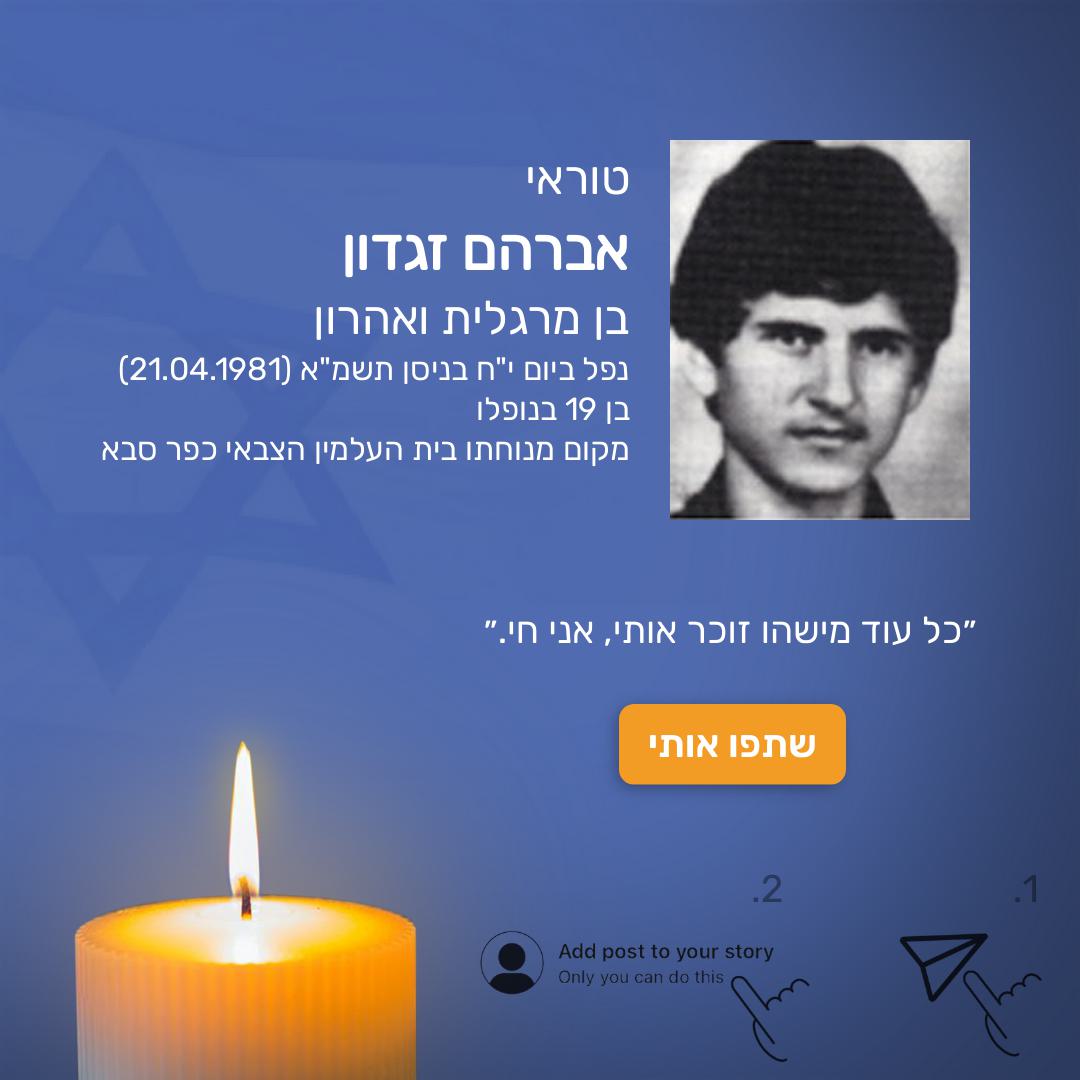 טוראי
אברהם זגדון
בן מרגלית ואהרון
נפל ביום י"ח בניסן תשמ"א (21.04.1981)
בן 19 בנופלו
מקום מנוחתו בית העלמין הצבאי כפר סבא
״כל עוד מישהו זוכר אותי, אני חי.״
שתפו אותי
1.
2.
Add post to your story
Only you can do this